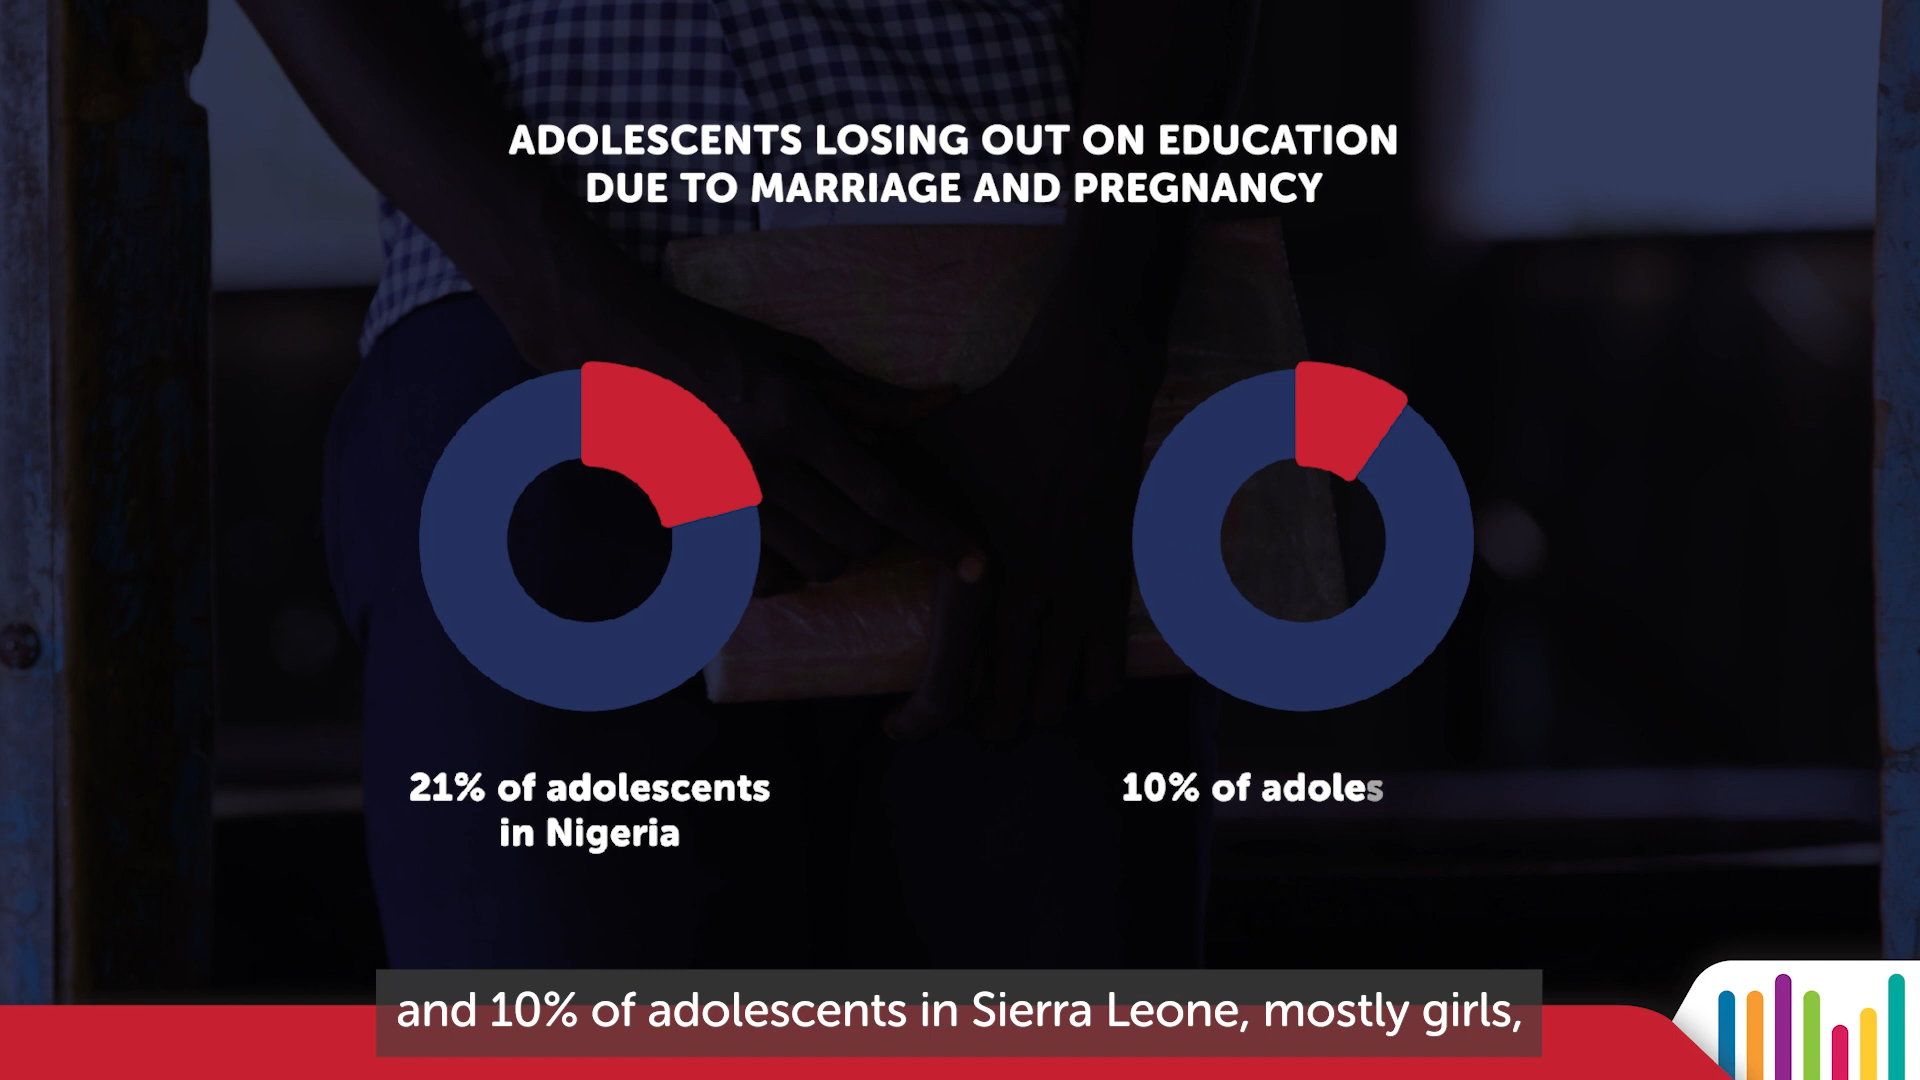 ADOLESCENTS LOSING OUT ON EDUCATION
DUE TO MARRIAGE AND PREGNANCY
21% of adolescents
in Nigeria
10% of adoles
and 10% of adolescents in Sierra Leone, mostly girls,